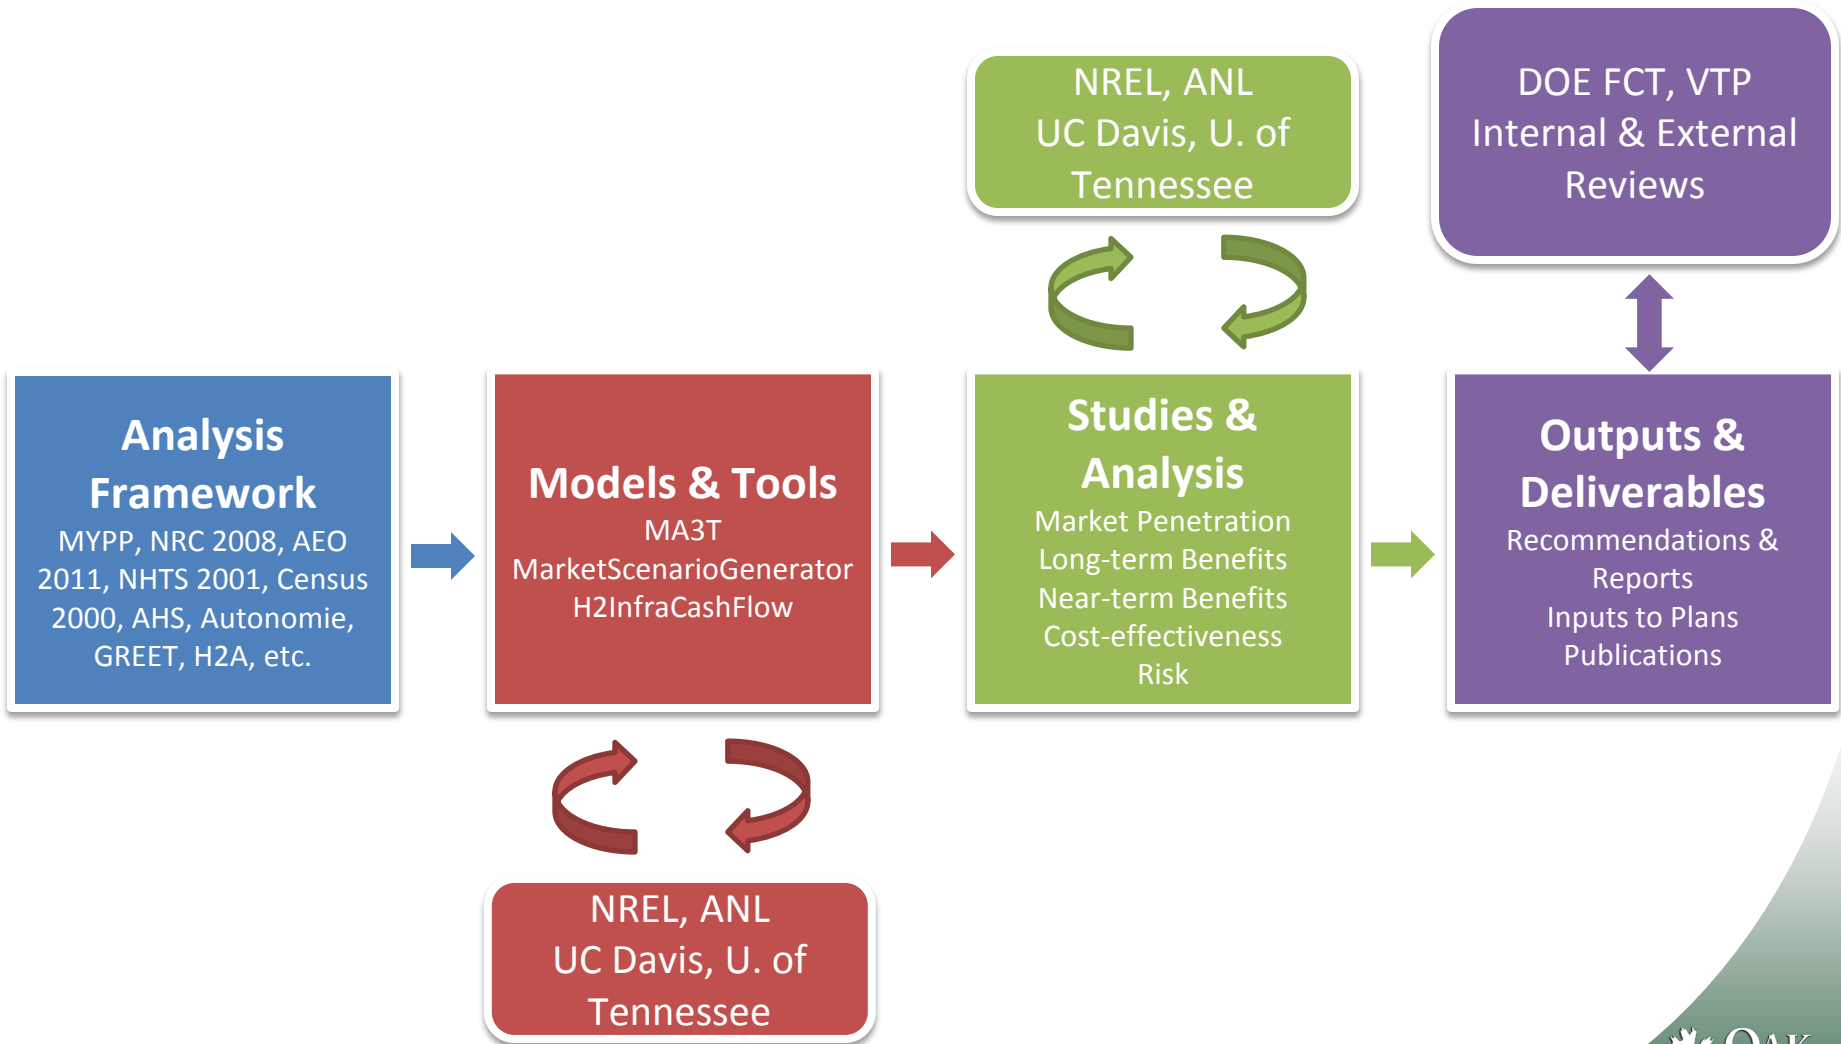 NREL, ANL
UC Davis, U. of
Tennessee
DOE FCT, VTP
Internal & External
Reviews
Analysis
Framework
MYPP, NRC 2008, AEO
2011, NHTS 2001, Census
2000, AHS, Autonomie,
GREET, H2A, etc.
Models & Tools
MA3T
MarketScenarioGenerator
H2InfraCashFlow
Studies &
Analysis
Market Penetration
Long-term Benefits
Near-term Benefits
Cost-effectiveness
Risk
Outputs &
Deliverables
Recommendations &
Reports
Inputs to Plans
Publications
NREL, ANL
UC Davis, U. of
Tennessee
OAK